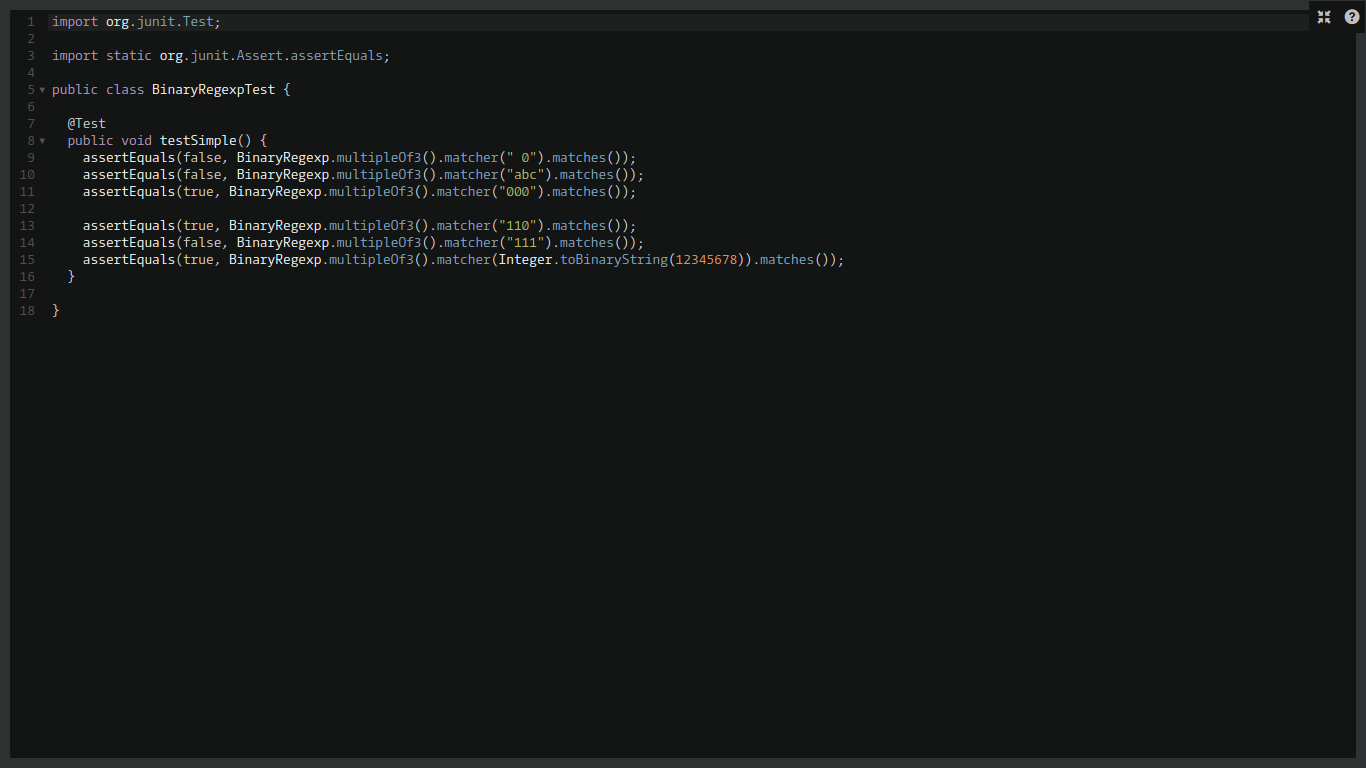 1 import org.junit.Test;
2
3 import static org.junit.Assert.assertEquals;
4
5 public class BinaryRegexpTest {
6
7   @Test
8   public void testSimple() {
9     assertEquals(false, BinaryRegexp.multipleOf3().matcher(" 0").matches());
10     assertEquals(false, BinaryRegexp.multipleOf3().matcher("abc").matches());
11     assertEquals(true, BinaryRegexp.multipleOf3().matcher("000").matches());
12
13     assertEquals(true, BinaryRegexp.multipleOf3().matcher("110").matches());
14     assertEquals(false, BinaryRegexp.multipleOf3().matcher("111").matches());
15     assertEquals(true, BinaryRegexp.multipleOf3().matcher(Integer.toBinaryString(12345678)).matches());
16   }
17
18 }